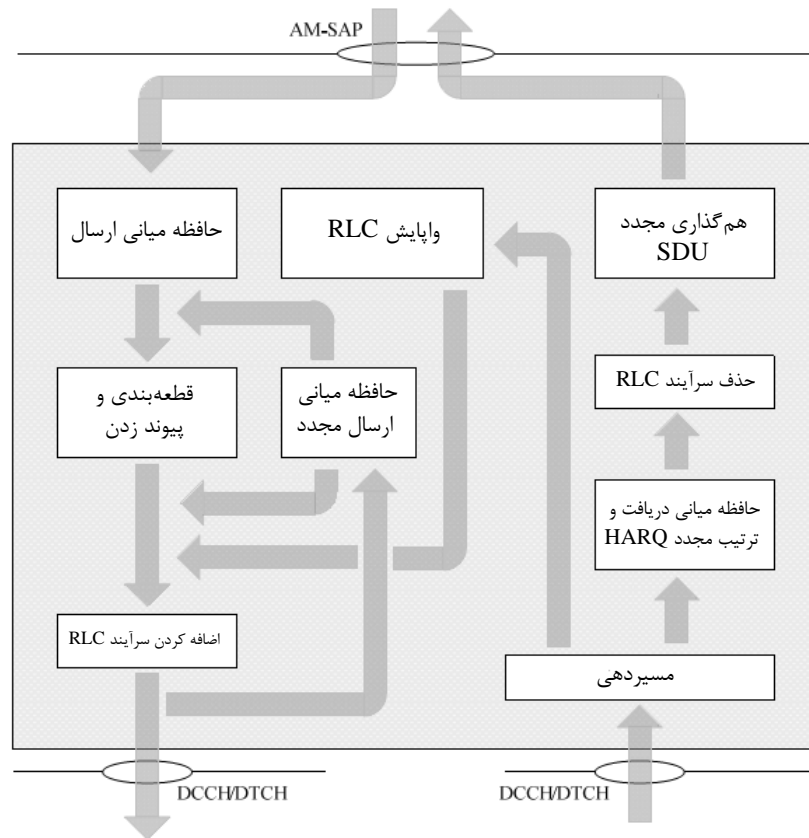 AM-SAP
حافظه میانی ارسال
واپایش RLC
هم‌گذاری مجدد
SDU
قطعه‌بندی و
پیوند زدن
حافظه میانی
ارسال مجدد
حذف سرآیند RLC
حافظه میانی دریافت و
ترتیب مجدد HARQ
اضافه کردن سرآیند RLC
مسیردهی
DCCH/DTCH
DCCH/DTCH